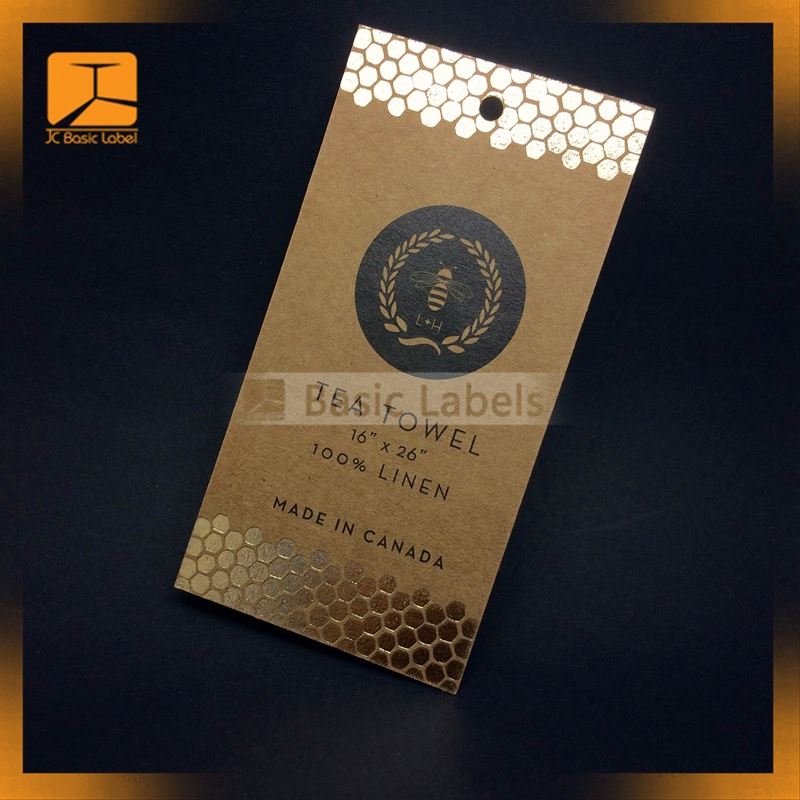 JC Basic Label
L+H
Basic Labels
TEA TOWEL
16" x 26"
100% LINEN
MADE IN CANADA